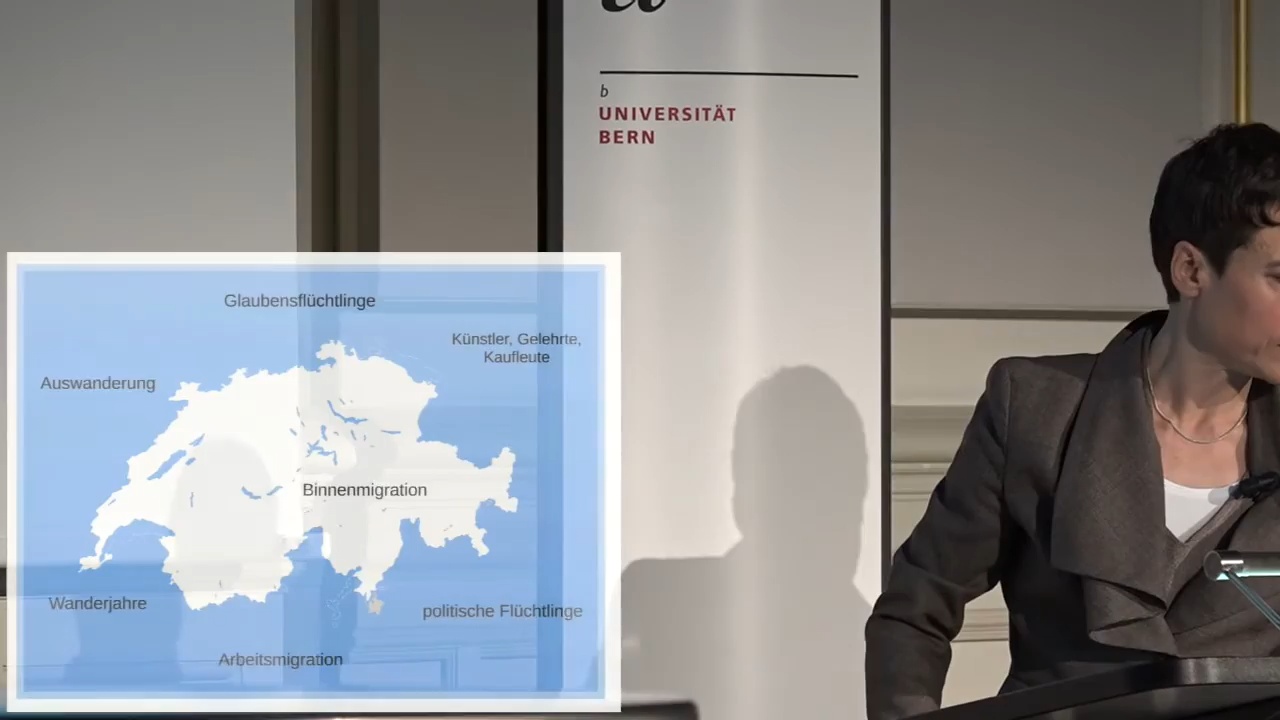 b
UNIVERSITÄT
BERN
Glaubensflüchtlinge
Künstler, Gelehrte,
Kaufleute
Auswanderung
Binnenmigration
Wanderjahre
politische Flüchtlinge
Arbeitsmigration